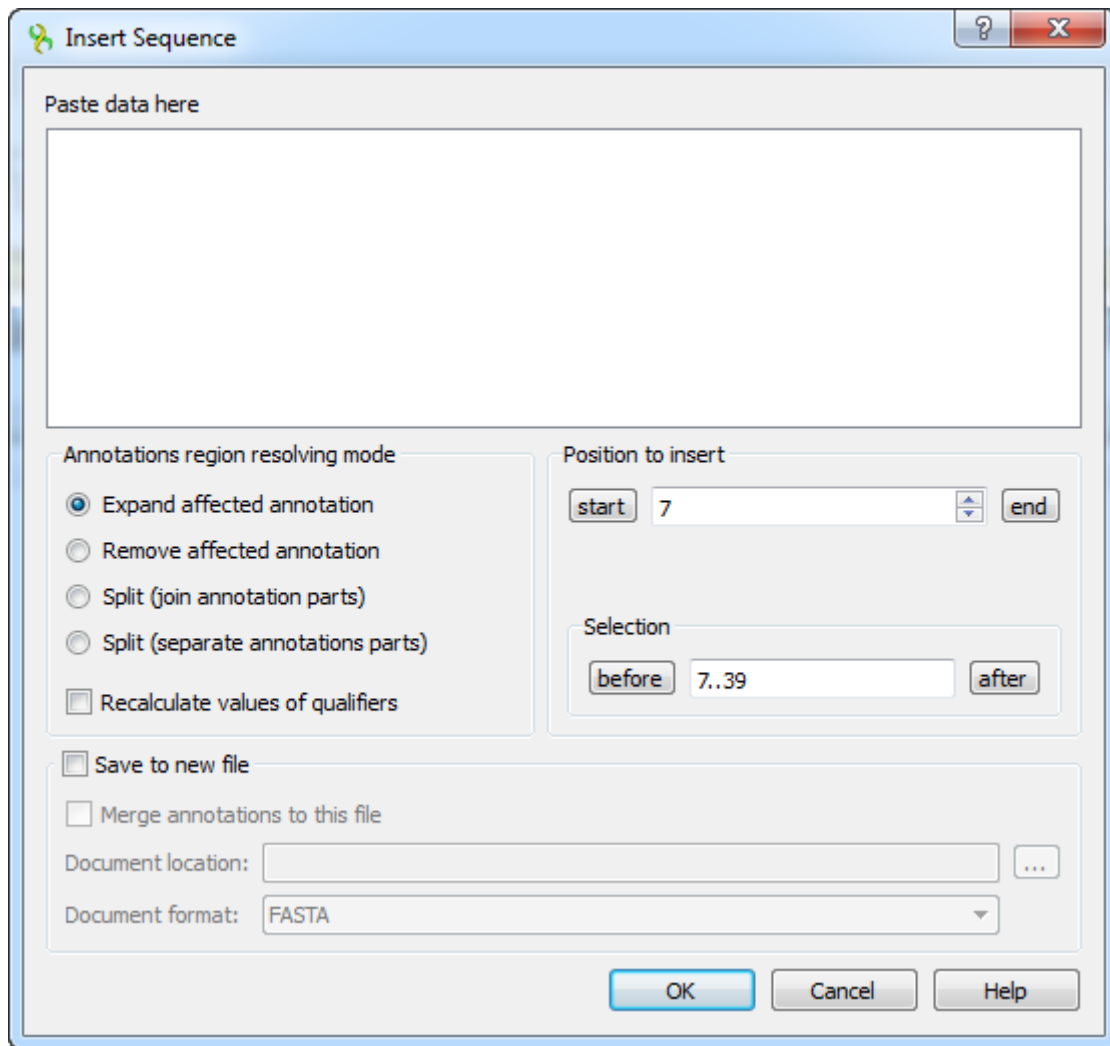 Insert Sequence
Paste data here
Annotations region resolving mode
Expand affected annotation
Remove affected annotation
Split (join annotation parts)
Split (separate annotations parts)
Recalculate values of qualifiers
Position to insert
start 7 end
Selection
before 7..39 after
Save to new file
Merge annotations to this file
Document location: ...
Document format: FASTA
OK Cancel Help